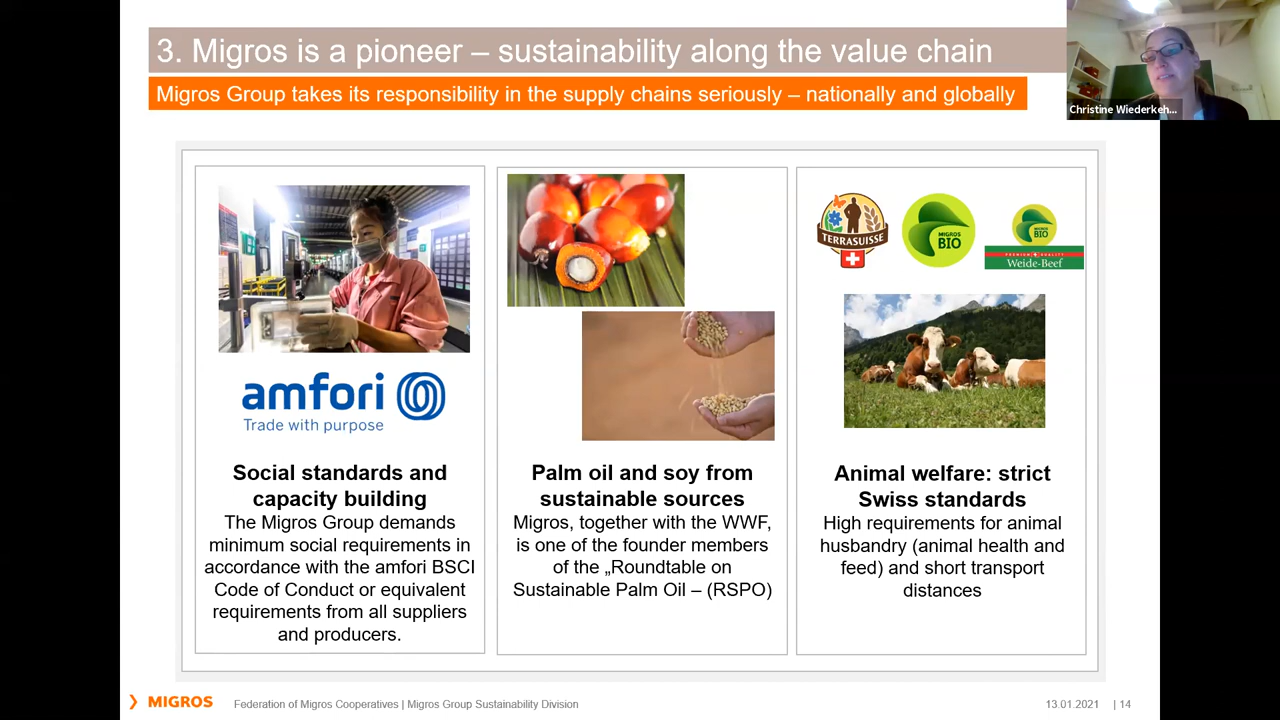 3. Migros is a pioneer – sustainability along the value chain
Migros Group takes its responsibility in the supply chains seriously – nationally and globally
Christine Wiederkeh...
amfori
Trade with purpose
Social standards and
capacity building
The Migros Group demands
minimum social requirements in
accordance with the amfori BSCI
Code of Conduct or equivalent
requirements from all suppliers
and producers.
Palm oil and soy from
sustainable sources
Migros, together with the WWF,
is one of the founder members
of the „Roundtable on
Sustainable Palm Oil – (RSPO)
TERRASUISSE
MIGROS
BIO
MIGROS
BIO
PREMIUM QUALITY
Weide-Beef
Animal welfare: strict
Swiss standards
High requirements for animal
husbandry (animal health and
feed) and short transport
distances
MIGROS
Federation of Migros Cooperatives | Migros Group Sustainability Division
13.01.2021 | 14